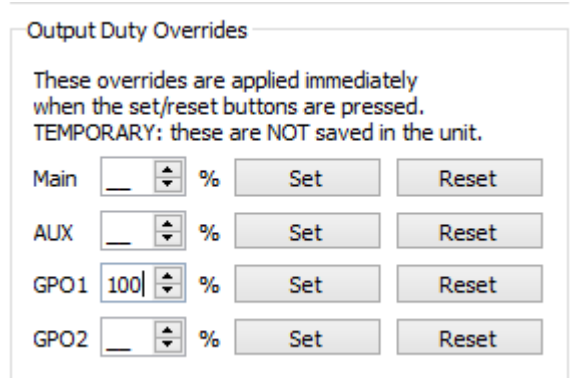 Output Duty Overrides
These overrides are applied immediately
when the set/reset buttons are pressed.
TEMPORARY: these are NOT saved in the unit.
Main __ % Set Reset
AUX __ % Set Reset
GPO1 100 % Set Reset
GPO2 __ % Set Reset